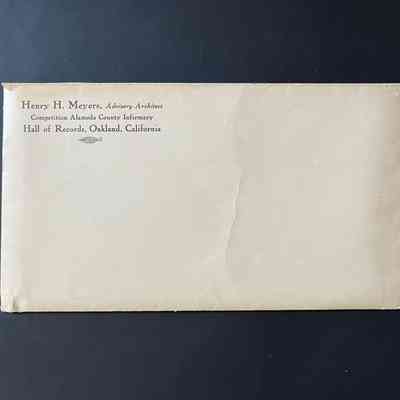 Henry H. Meyers, Advisory Architect
Competition Alameda County Infirmary
Hall of Records, Oakland, California